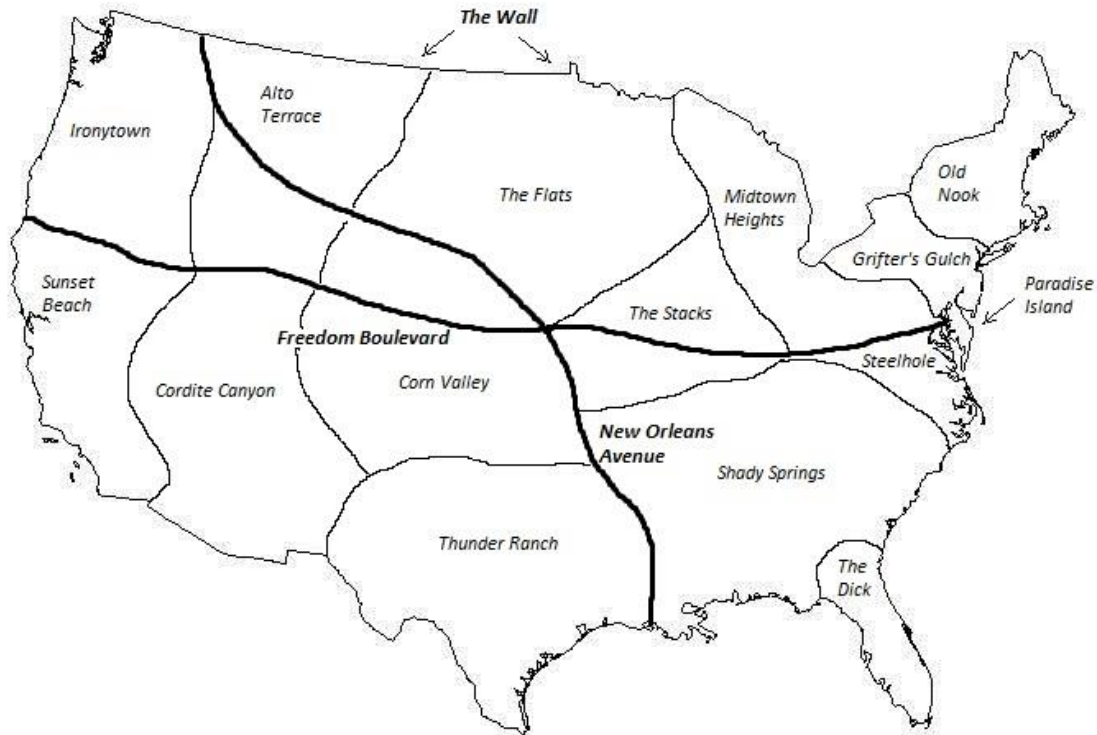 The Wall
Alto
Terrace
Ironytown
The Flats
Midtown
Heights
Old
Nook
Grifter's Gulch
Sunset
Beach
Paradise
Island
The Stacks
Freedom Boulevard
Steelhole
Cordite Canyon
Corn Valley
New Orleans
Avenue
Shady Springs
Thunder Ranch
The
Dick